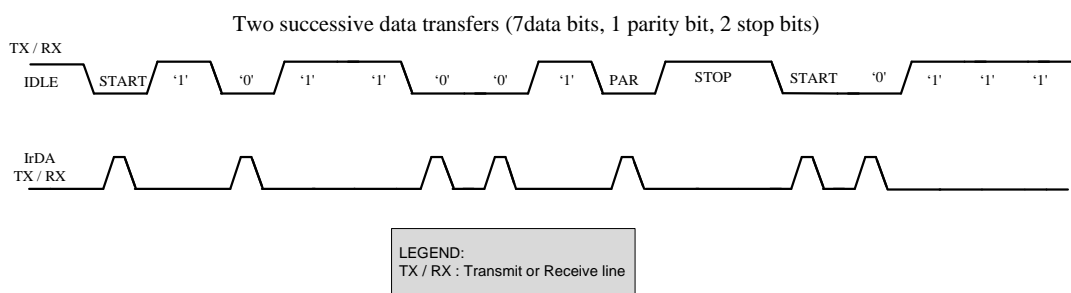 Two successive data transfers (7data bits, 1 parity bit, 2 stop bits)
TX / RX
IDLE START '1' '0' '1' '1' '0' '0' '1' PAR STOP START '0' '1' '1' '1'
IrDA
TX / RX
LEGEND:
TX / RX : Transmit or Receive line